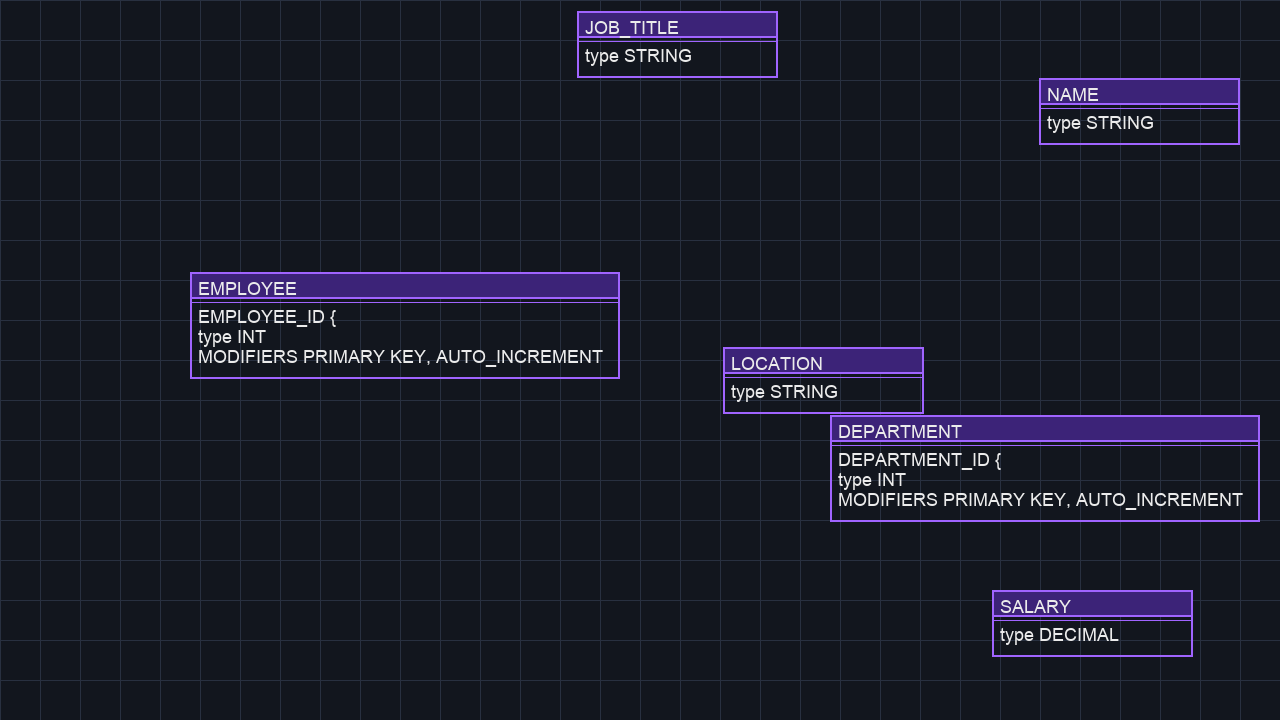 JOB_TITLE
type STRING
NAME
type STRING
EMPLOYEE
EMPLOYEE_ID {
type INT
MODIFIERS PRIMARY KEY, AUTO_INCREMENT
LOCATION
type STRING
DEPARTMENT
DEPARTMENT_ID {
type INT
MODIFIERS PRIMARY KEY, AUTO_INCREMENT
SALARY
type DECIMAL